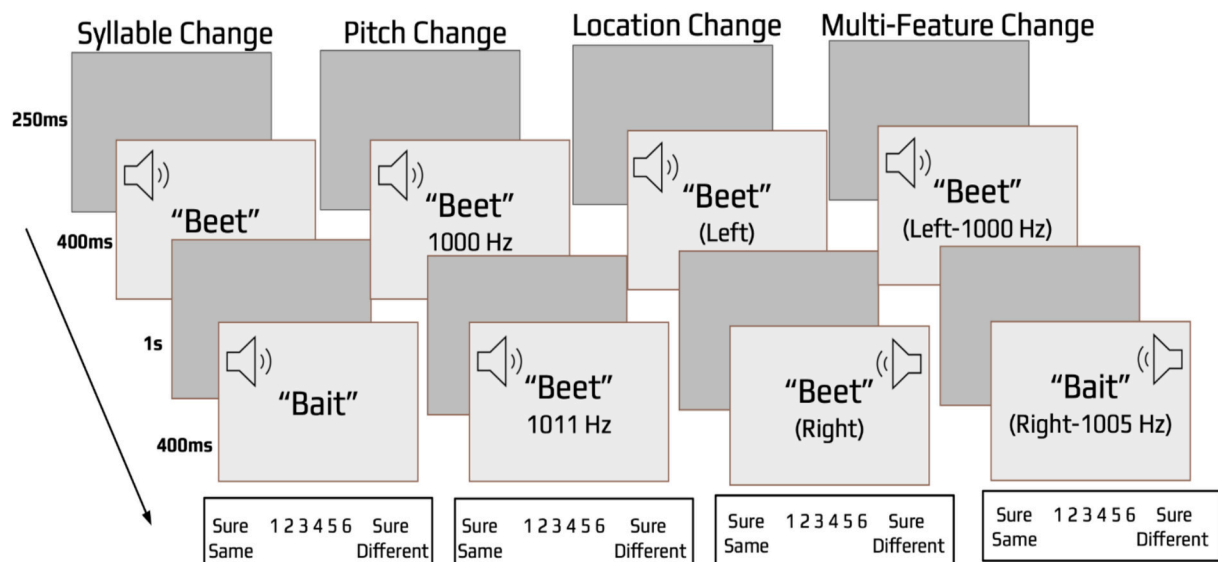 Syllable Change
Pitch Change
Location Change
Multi-Feature Change
250ms
400ms
1s
400ms
“Beet”
“Bait”
Sure Same 1 2 3 4 5 6 Sure Different
“Beet”
1000 Hz
“Beet”
1011 Hz
Sure Same 1 2 3 4 5 6 Sure Different
“Beet”
(Left)
“Beet”
(Right)
Sure Same 1 2 3 4 5 6 Sure Different
“Beet”
(Left-1000 Hz)
“Bait”
(Right-1005 Hz)
Sure Same 1 2 3 4 5 6 Sure Different